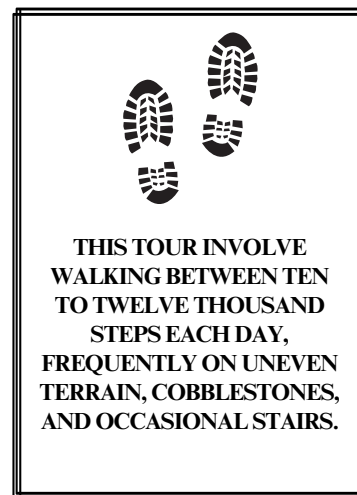 THIS TOUR INVOLVE
WALKING BETWEEN TEN
TO TWELVE THOUSAND
STEPS EACH DAY,
FREQUENTLY ON UNEVEN
TERRAIN, COBBLESTONES,
AND OCCASIONAL STAIRS.